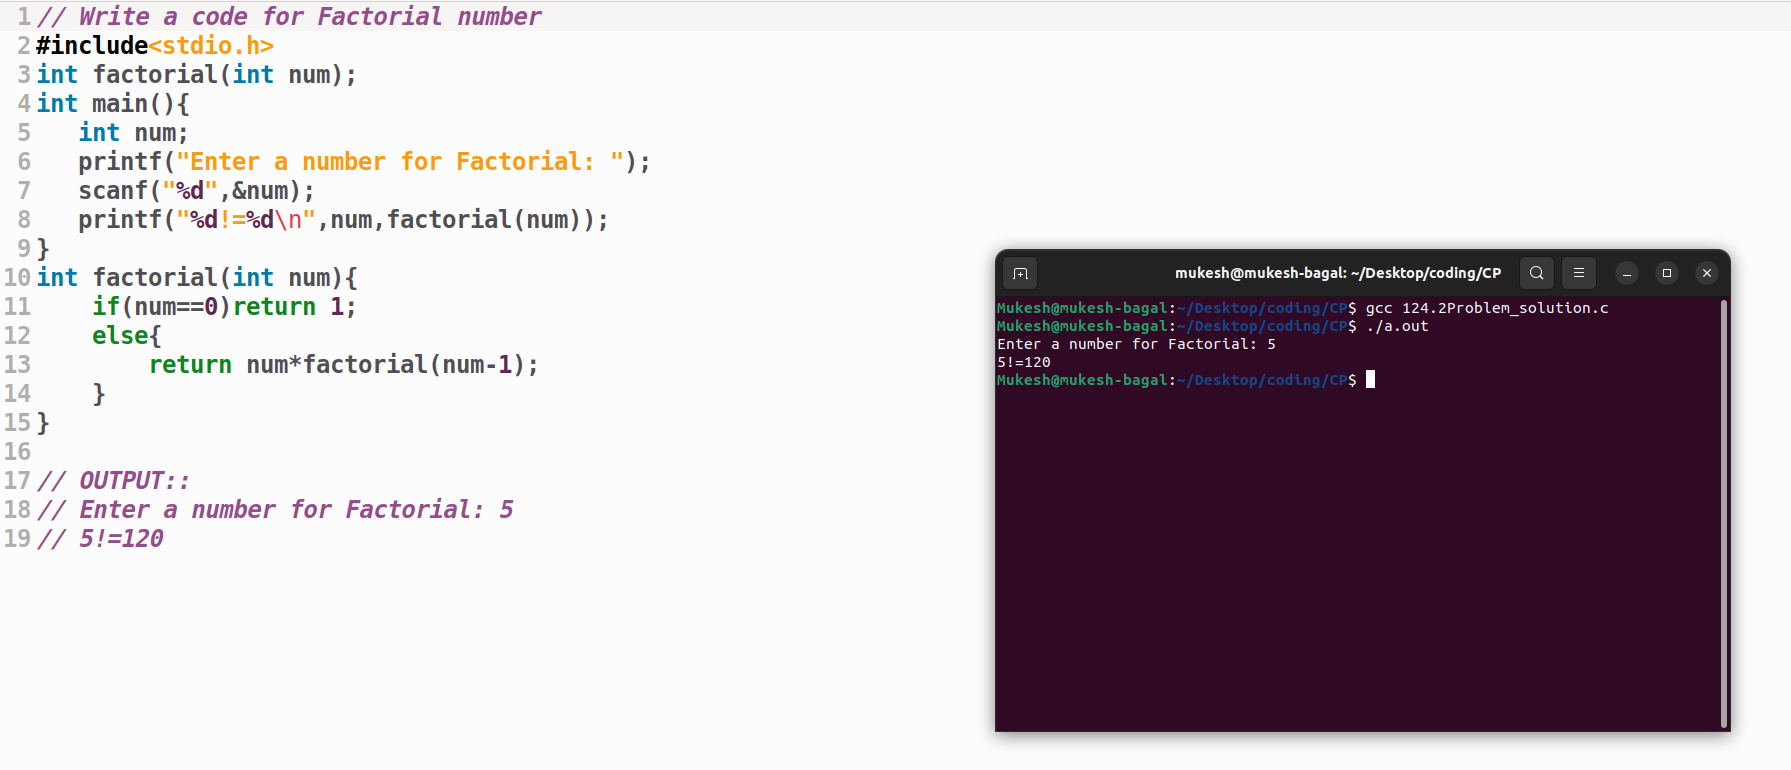 1 // Write a code for Factorial number
2 #include<stdio.h>
3 int factorial(int num);
4 int main(){
5    int num;
6    printf("Enter a number for Factorial: ");
7    scanf("%d",&num);
8    printf("%d!=%d\n",num,factorial(num));
9 }
10 int factorial(int num){
11     if(num==0)return 1;
12     else{
13         return num*factorial(num-1);
14     }
15 }
16
17 // OUTPUT::
18 // Enter a number for Factorial: 5
19 // 5!=120
mukesh@mukesh-bagal: ~/Desktop/coding/CP
Mukesh@mukesh-bagal:~/Desktop/coding/CP$ gcc 124.2Problem_solution.c
Mukesh@mukesh-bagal:~/Desktop/coding/CP$ ./a.out
Enter a number for Factorial: 5
5!=120
Mukesh@mukesh-bagal:~/Desktop/coding/CP$